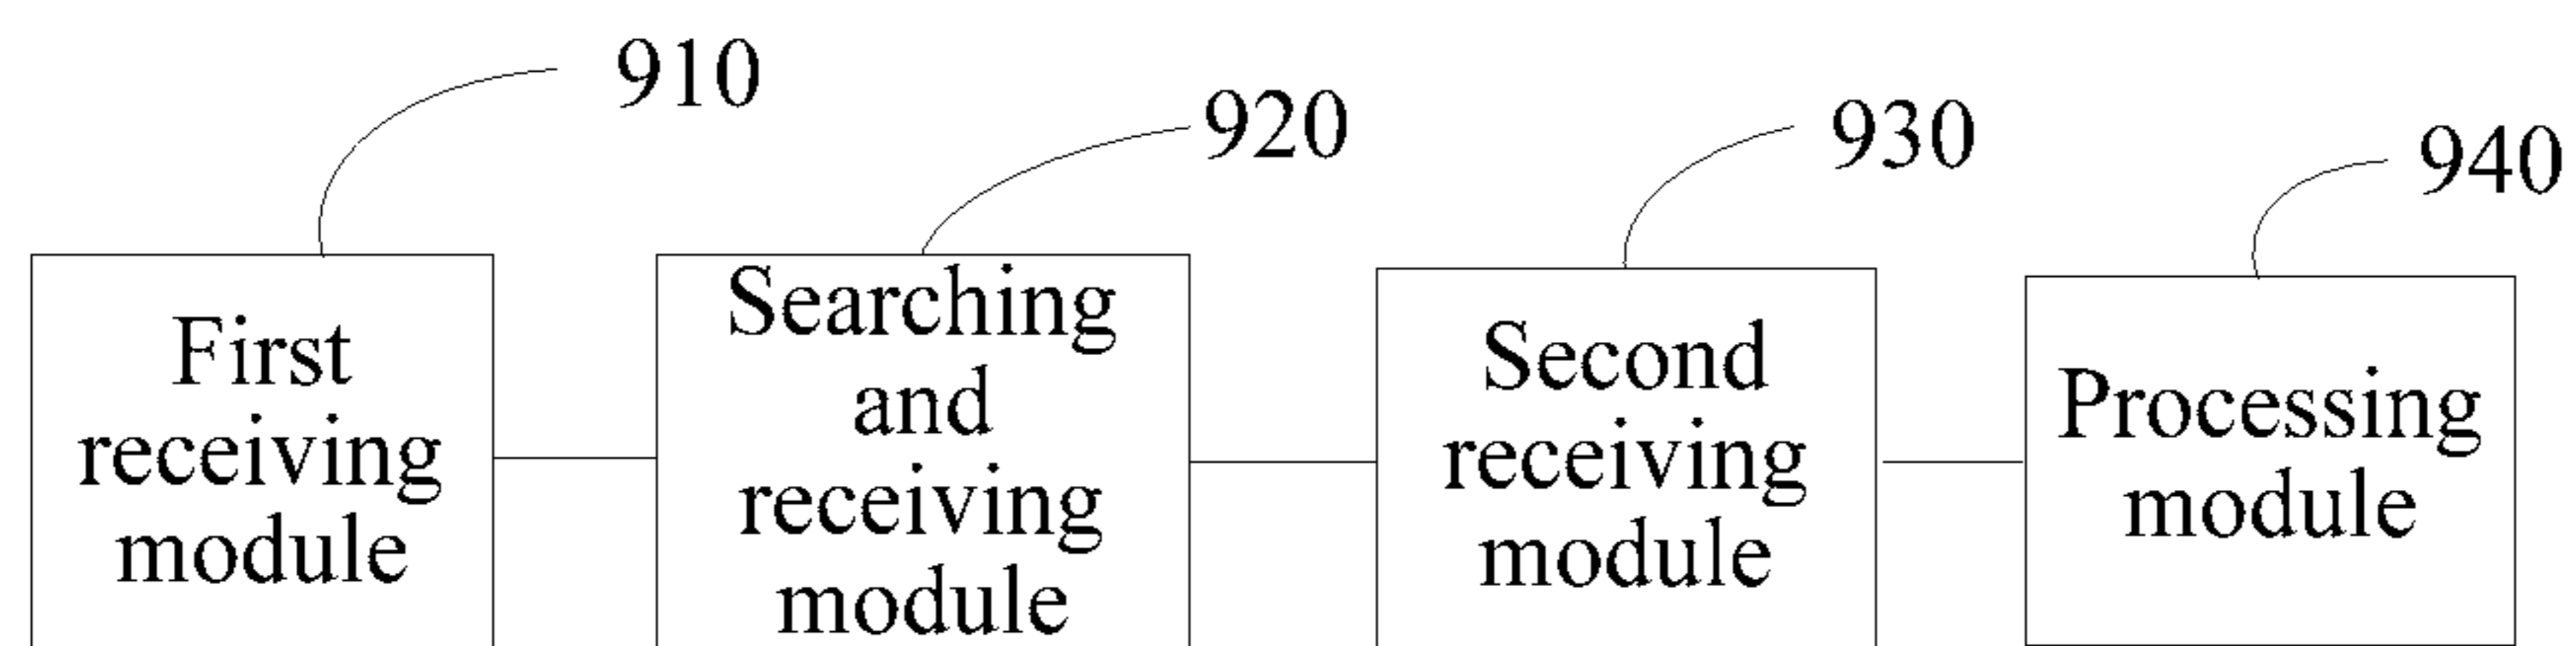 910
920
930
940
First
receiving
module
Searching
and
receiving
module
Second
receiving
module
Processing
module